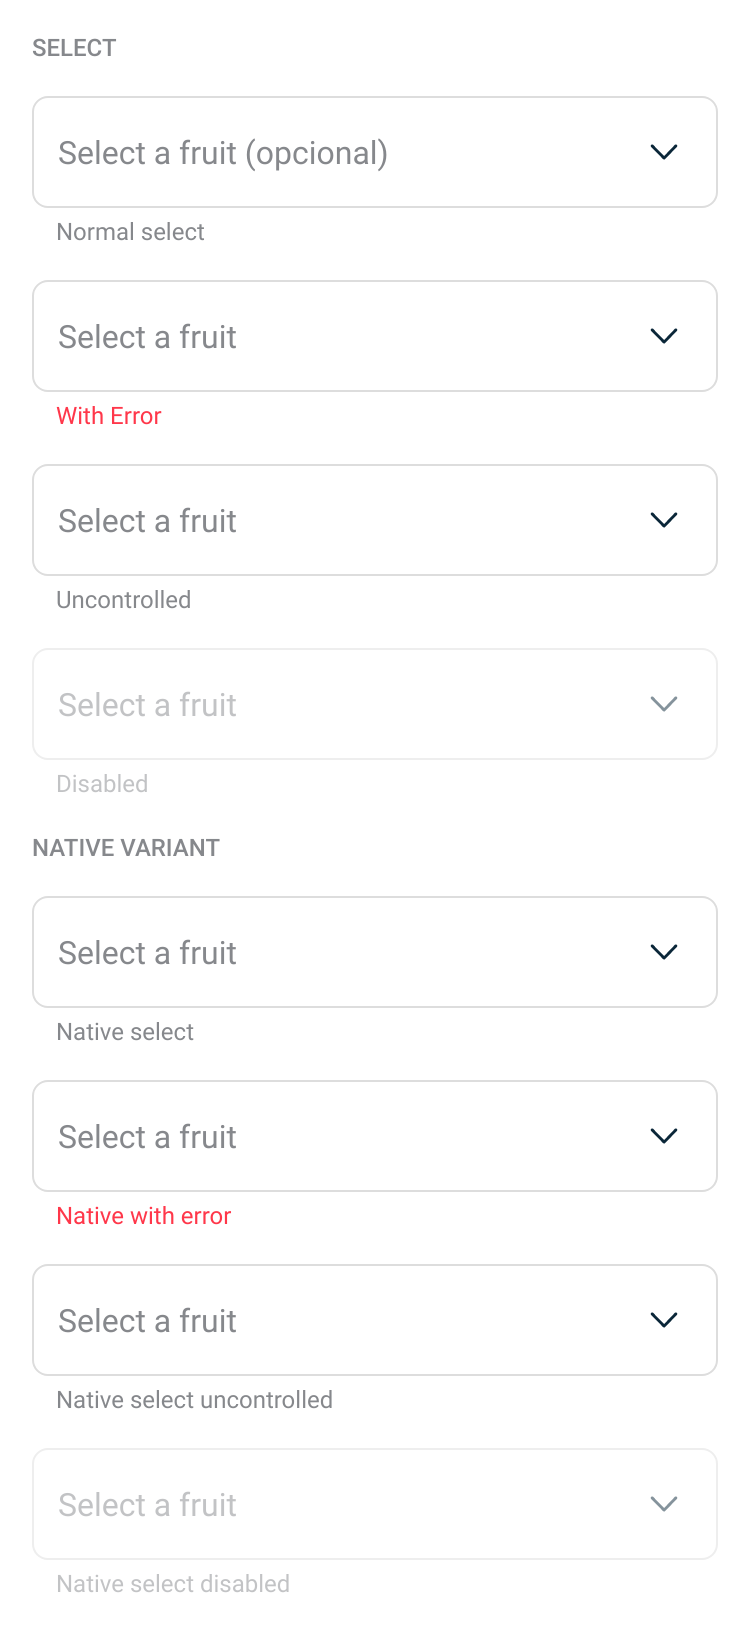 SELECT
Select a fruit (opcional)
Normal select
Select a fruit
With Error
Select a fruit
Uncontrolled
Select a fruit
Disabled
NATIVE VARIANT
Select a fruit
Native select
Select a fruit
Native with error
Select a fruit
Native select uncontrolled
Select a fruit
Native select disabled